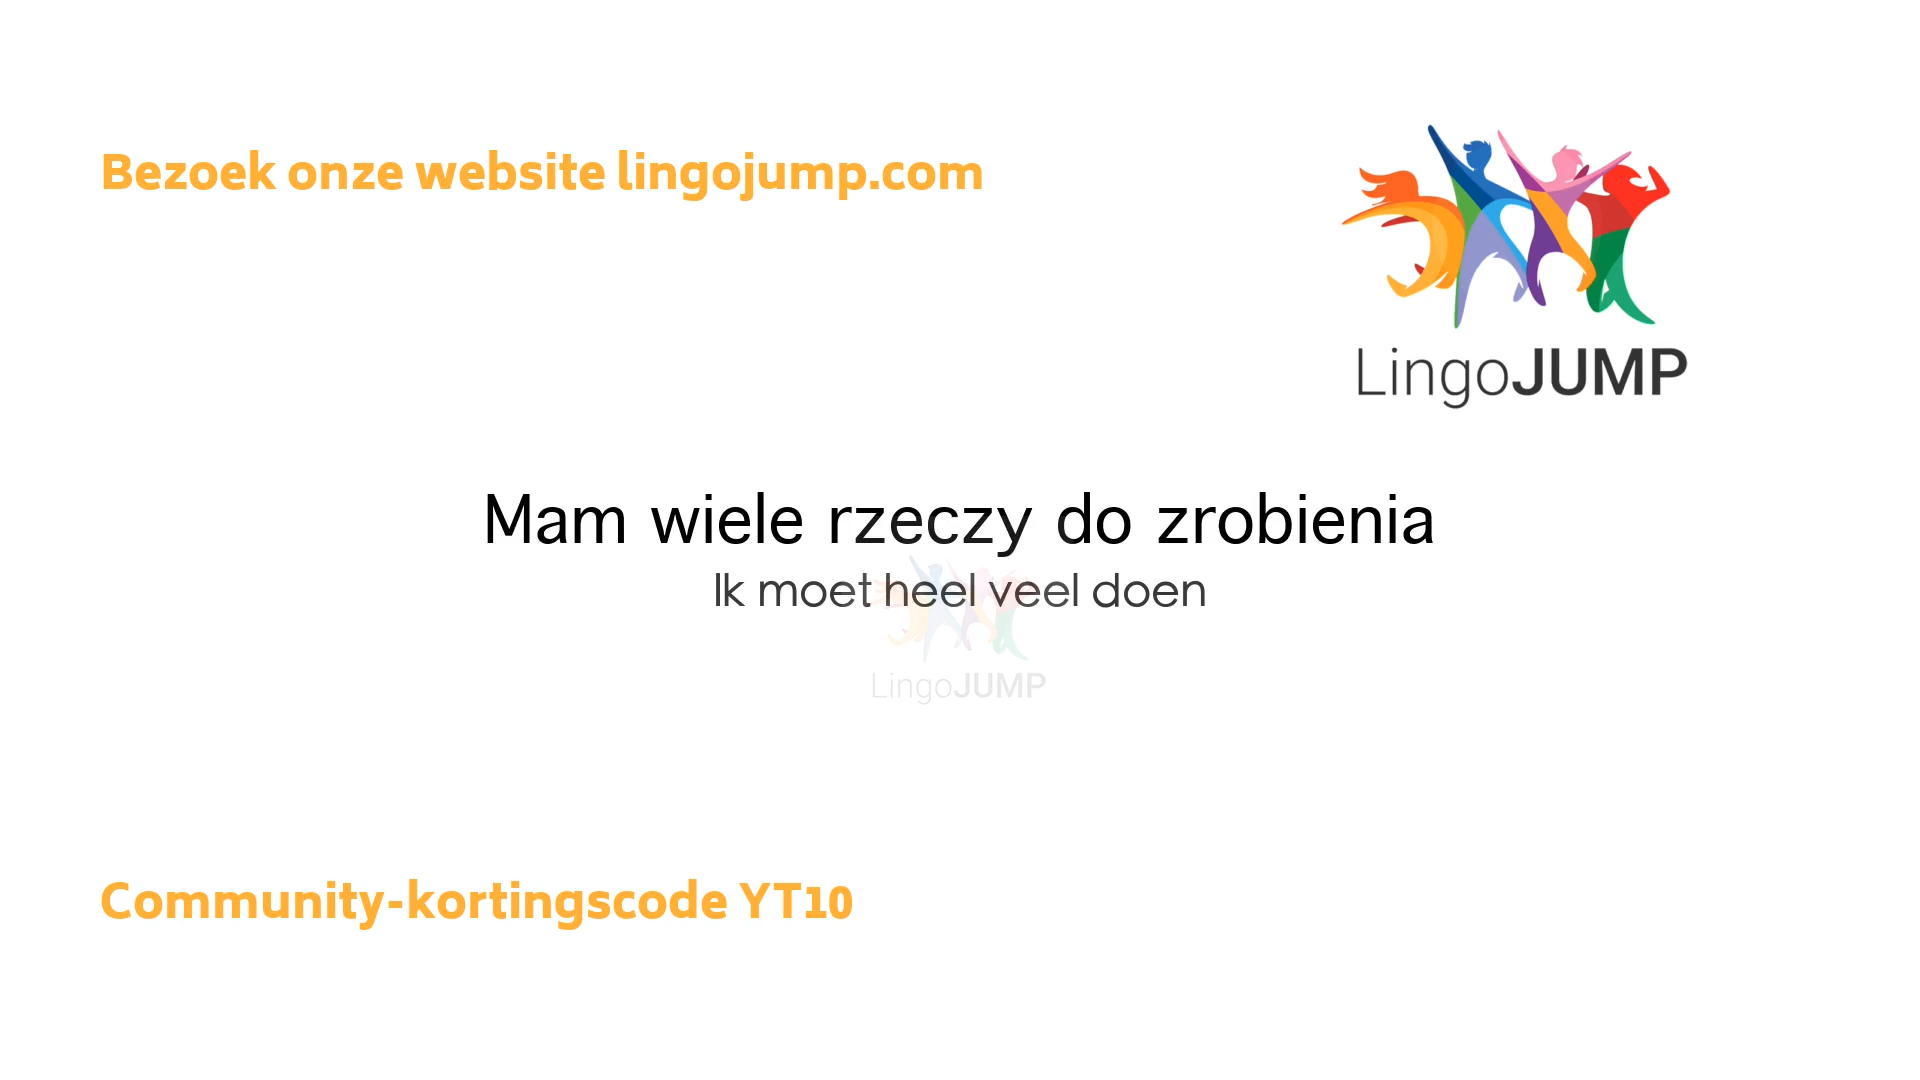 Bezoek onze website lingojump.com
LingoJUMP
Mam wiele rzeczy do zrobienia
Ik moet heel veel doen
LingoJUMP
Community-kortingscode YT10